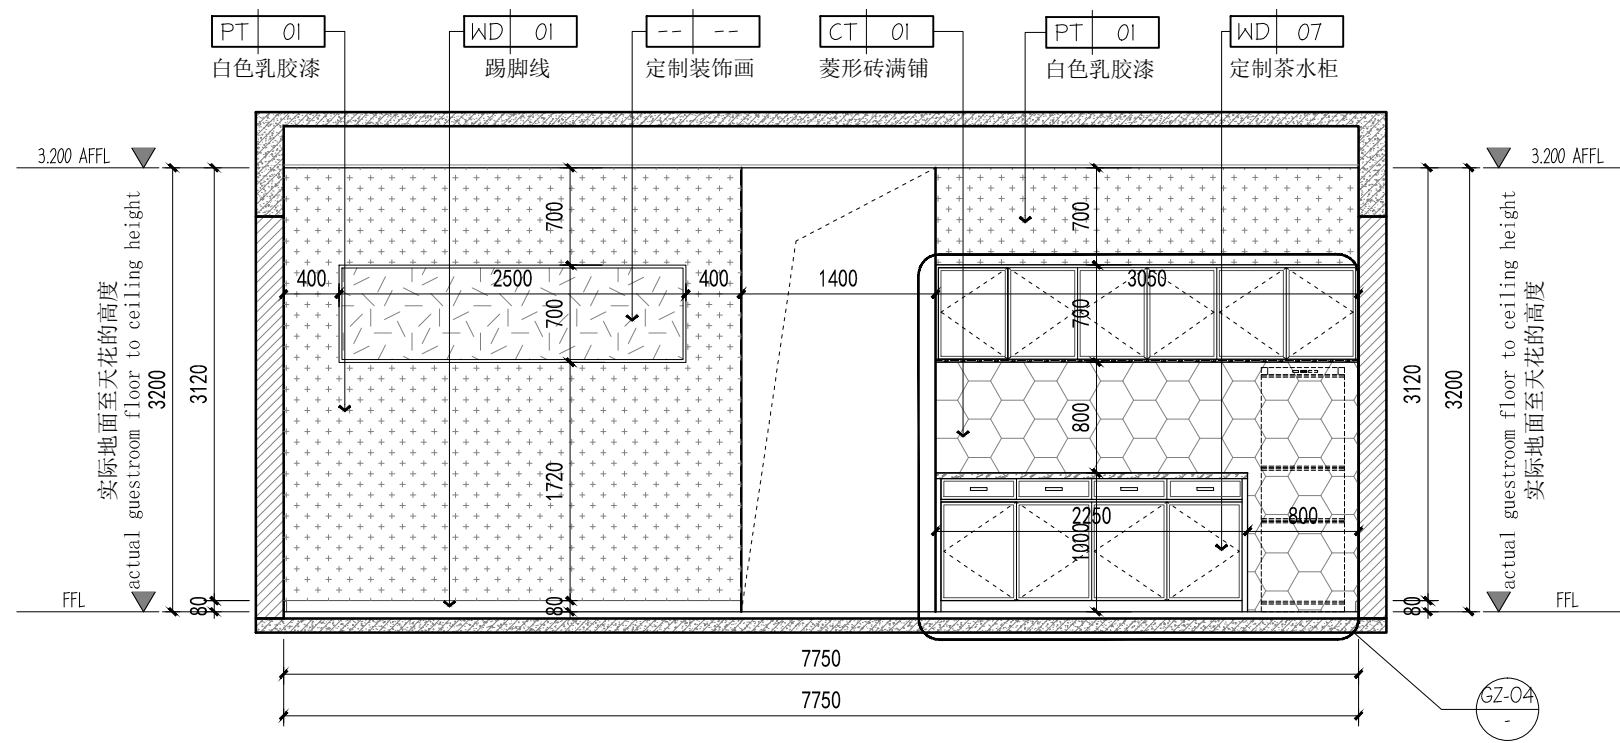 PT 01
白色乳胶漆
WD 01
踢脚线
-- --
定制装饰画
CT 01
菱形砖满铺
PT 01
白色乳胶漆
WD 07
定制茶水柜
3.200 AFFL
3.200 AFFL
实际地面至天花的高度
actual guestroom floor to ceiling height
3200
3120
80
FFL
400
2500
400
1400
3050
700
700
1720
80
700
700
800
1000
2250
800
3120
3200
80
actual guestroom floor to ceiling height
实际地面至天花的高度
FFL
7750
7750
GZ-04
-